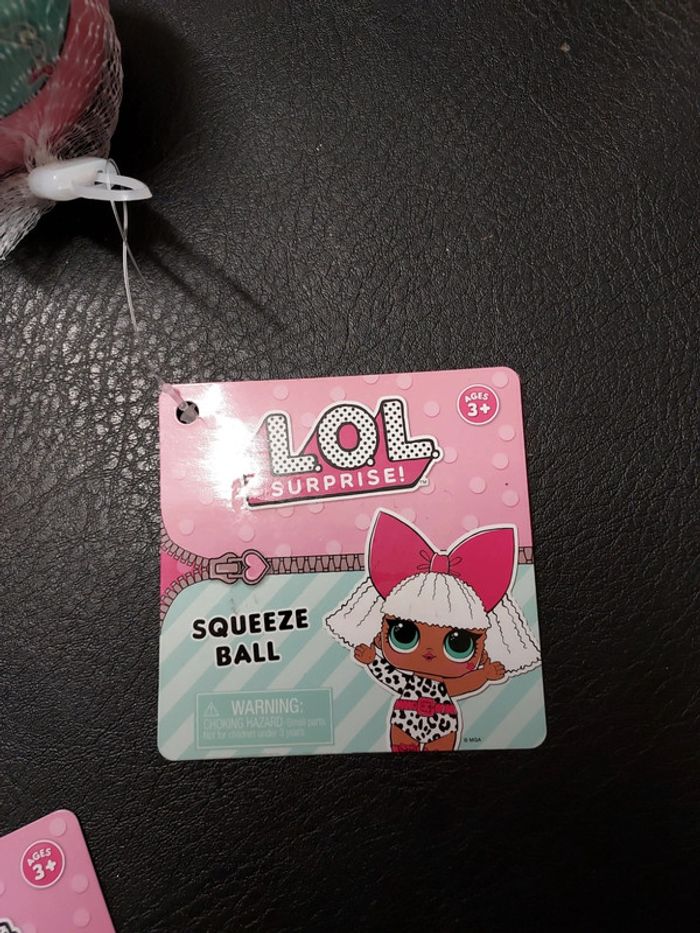 AGES
3+
L.O.L.
SURPRISE!™
SQUEEZE
BALL
WARNING:
CHOKING HAZARD-Small parts.
Not for children under 3 years.
© MGA
AGES
3+